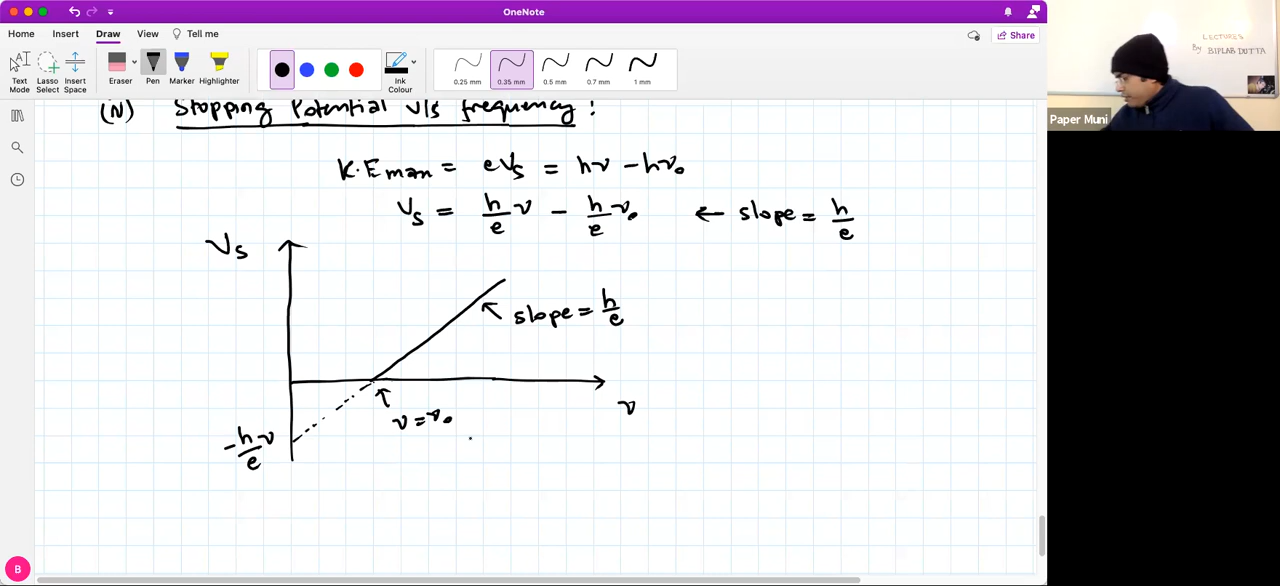 OneNote
Home Insert Draw View Tell me
Share
Text Mode
Lasso Select
Insert Space
Eraser
Pen
Marker
Highlighter
Ink Colour
0.25 mm
0.35 mm
0.5 mm
0.7 mm
1 mm
LECTURES
By BIPLAB DUTTA
Paper Muni
(iv) Stopping Potential v/s frequency :
K.Emax = eVs = hν - hν₀
Vs = h/e ν - h/e ν₀ ← slope = h/e
Vs
slope = h/e
ν = ν₀
ν
-h/e ν
B